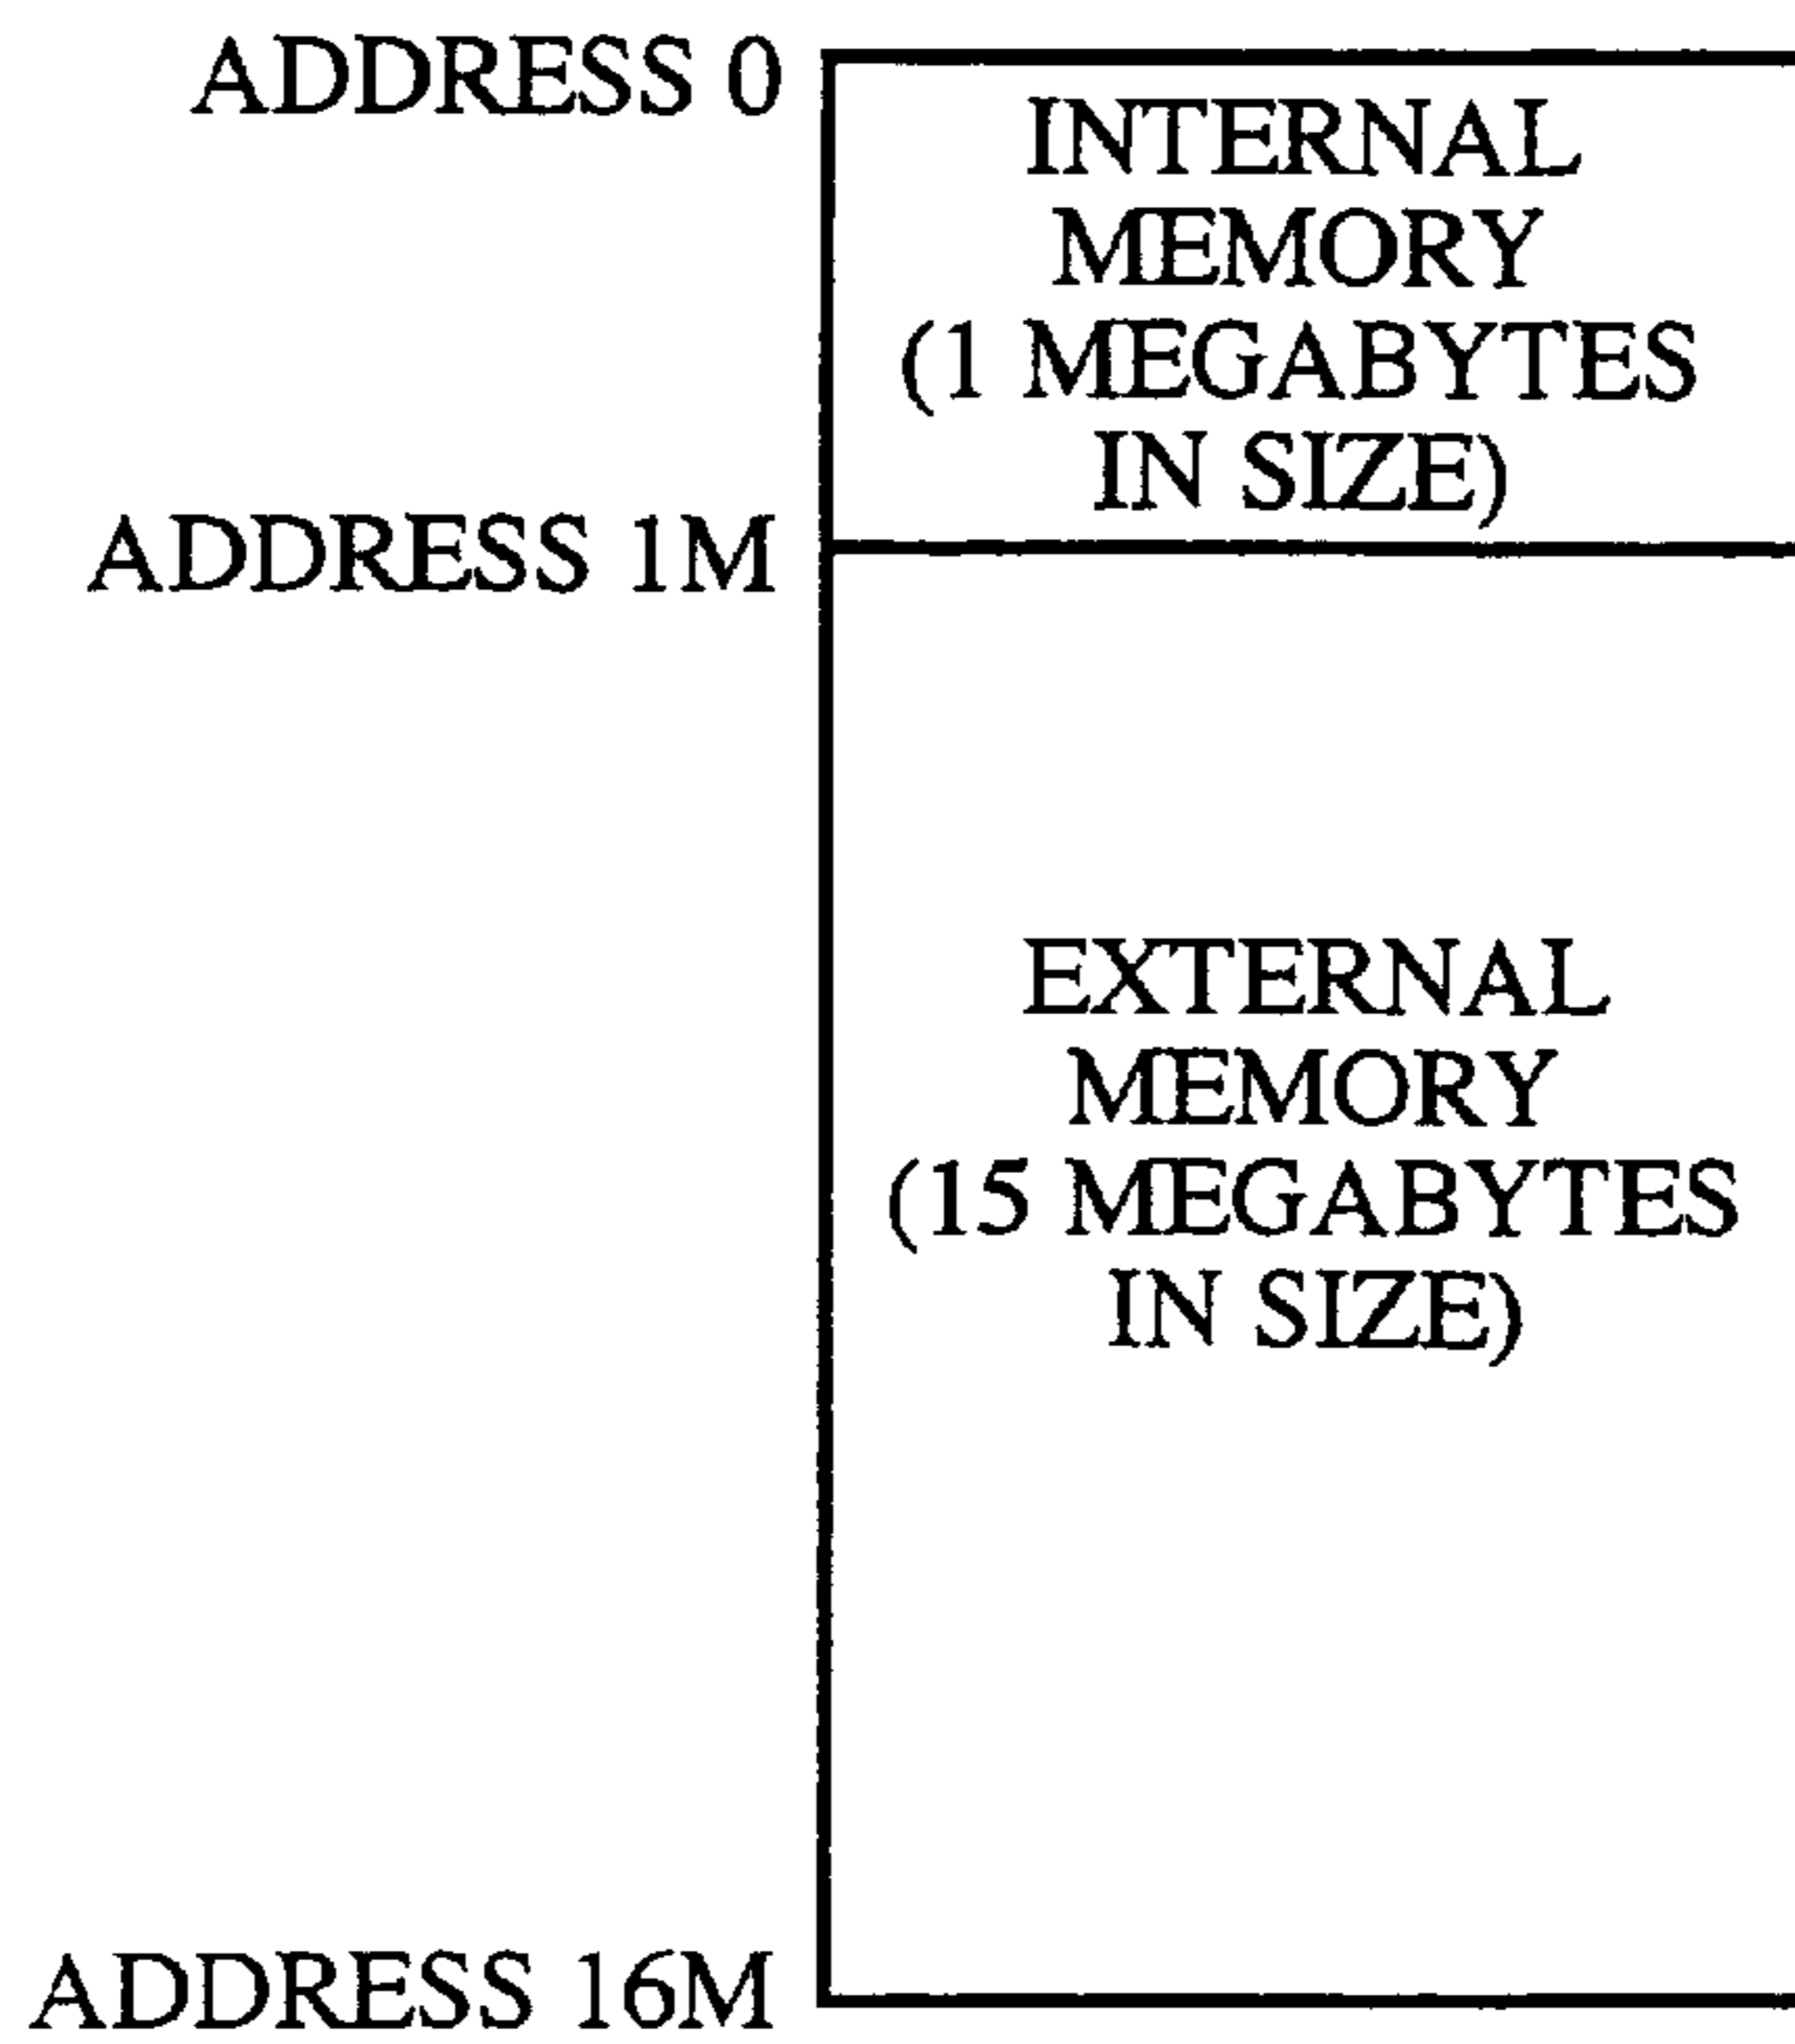 ADDRESS 0
INTERNAL
MEMORY
(1 MEGABYTES
IN SIZE)
ADDRESS 1M
EXTERNAL
MEMORY
(15 MEGABYTES
IN SIZE)
ADDRESS 16M